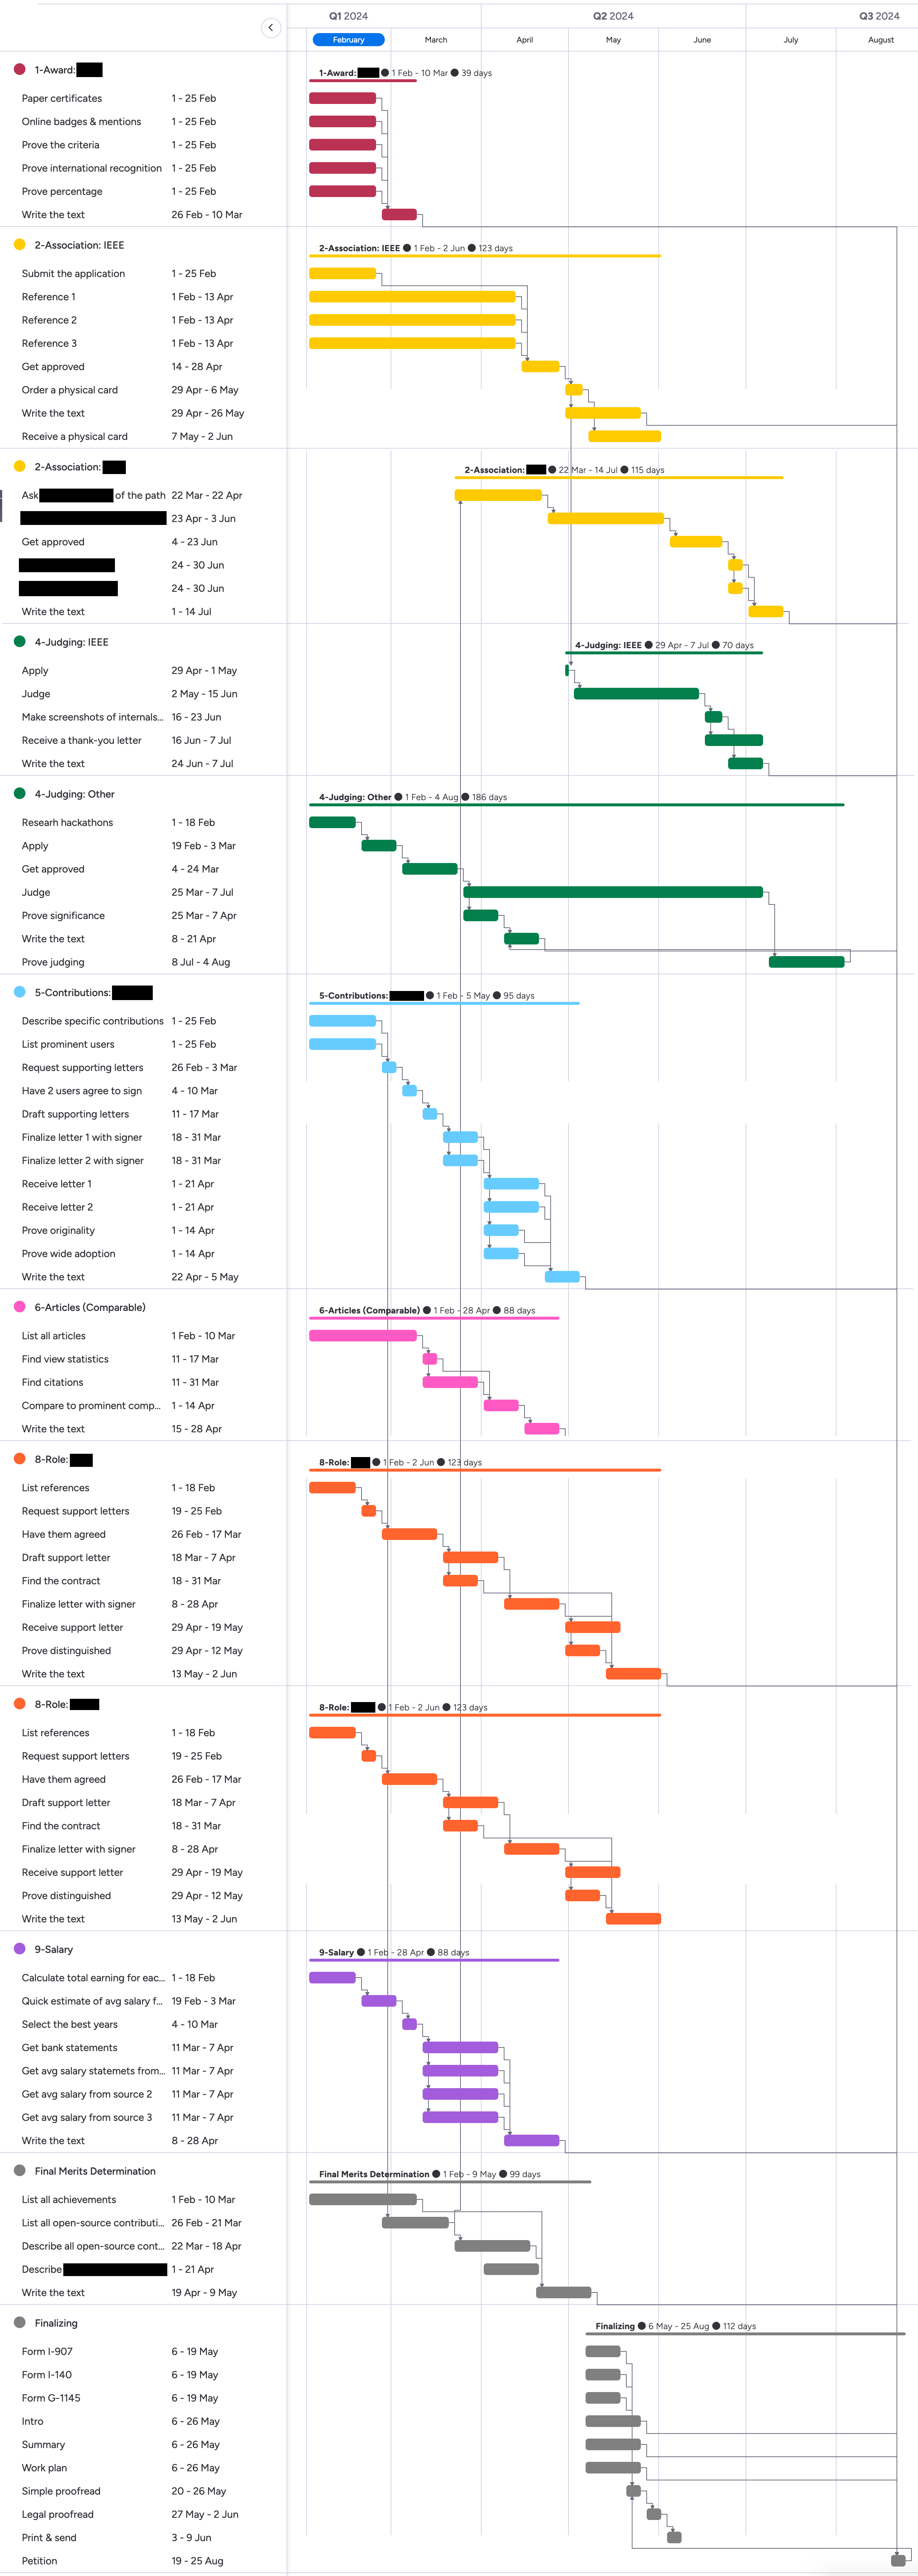 Q1 2024 Q2 2024 Q3 2024
February March April May June July August
1-Award: 1-Award: 1 Feb - 10 Mar 39 days
Paper certificates 1 - 25 Feb
Online badges & mentions 1 - 25 Feb
Prove the criteria 1 - 25 Feb
Prove international recognition 1 - 25 Feb
Prove percentage 1 - 25 Feb
Write the text 26 Feb - 10 Mar
2-Association: IEEE 2-Association: IEEE 1 Feb - 2 Jun 123 days
Submit the application 1 - 25 Feb
Reference 1 1 Feb - 13 Apr
Reference 2 1 Feb - 13 Apr
Reference 3 1 Feb - 13 Apr
Get approved 14 - 28 Apr
Order a physical card 29 Apr - 6 May
Write the text 29 Apr - 26 May
Receive a physical card 7 May - 2 Jun
2-Association: 2-Association: 22 Mar - 14 Jul 115 days
Ask of the path 22 Mar - 22 Apr
23 Apr - 3 Jun
Get approved 4 - 23 Jun
24 - 30 Jun
24 - 30 Jun
Write the text 1 - 14 Jul
4-Judging: IEEE 4-Judging: IEEE 29 Apr - 7 Jul 70 days
Apply 29 Apr - 1 May
Judge 2 May - 15 Jun
Make screenshots of internals... 16 - 23 Jun
Receive a thank-you letter 16 Jun - 7 Jul
Write the text 24 Jun - 7 Jul
4-Judging: Other 4-Judging: Other 1 Feb - 4 Aug 186 days
Researh hackathons 1 - 18 Feb
Apply 19 Feb - 3 Mar
Get approved 4 - 24 Mar
Judge 25 Mar - 7 Jul
Prove significance 25 Mar - 7 Apr
Write the text 8 - 21 Apr
Prove judging 8 Jul - 4 Aug
5-Contributions: 5-Contributions: 1 Feb - 5 May 95 days
Describe specific contributions 1 - 25 Feb
List prominent users 1 - 25 Feb
Request supporting letters 26 Feb - 3 Mar
Have 2 users agree to sign 4 - 10 Mar
Draft supporting letters 11 - 17 Mar
Finalize letter 1 with signer 18 - 31 Mar
Finalize letter 2 with signer 18 - 31 Mar
Receive letter 1 1 - 21 Apr
Receive letter 2 1 - 21 Apr
Prove originality 1 - 14 Apr
Prove wide adoption 1 - 14 Apr
Write the text 22 Apr - 5 May
6-Articles (Comparable) 6-Articles (Comparable) 1 Feb - 28 Apr 88 days
List all articles 1 Feb - 10 Mar
Find view statistics 11 - 17 Mar
Find citations 11 - 31 Mar
Compare to prominent comp... 1 - 14 Apr
Write the text 15 - 28 Apr
8-Role: 8-Role: 1 Feb - 2 Jun 123 days
List references 1 - 18 Feb
Request support letters 19 - 25 Feb
Have them agreed 26 Feb - 17 Mar
Draft support letter 18 Mar - 7 Apr
Find the contract 18 - 31 Mar
Finalize letter with signer 8 - 28 Apr
Receive support letter 29 Apr - 19 May
Prove distinguished 29 Apr - 12 May
Write the text 13 May - 2 Jun
8-Role: 8-Role: 1 Feb - 2 Jun 123 days
List references 1 - 18 Feb
Request support letters 19 - 25 Feb
Have them agreed 26 Feb - 17 Mar
Draft support letter 18 Mar - 7 Apr
Find the contract 18 - 31 Mar
Finalize letter with signer 8 - 28 Apr
Receive support letter 29 Apr - 19 May
Prove distinguished 29 Apr - 12 May
Write the text 13 May - 2 Jun
9-Salary 9-Salary 1 Feb - 28 Apr 88 days
Calculate total earning for eac... 1 - 18 Feb
Quick estimate of avg salary f... 19 Feb - 3 Mar
Select the best years 4 - 10 Mar
Get bank statements 11 Mar - 7 Apr
Get avg salary statemets from... 11 Mar - 7 Apr
Get avg salary from source 2 11 Mar - 7 Apr
Get avg salary from source 3 11 Mar - 7 Apr
Write the text 8 - 28 Apr
Final Merits Determination Final Merits Determination 1 Feb - 9 May 99 days
List all achievements 1 Feb - 10 Mar
List all open-source contributi... 26 Feb - 21 Mar
Describe all open-source cont... 22 Mar - 18 Apr
Describe 1 - 21 Apr
Write the text 19 Apr - 9 May
Finalizing Finalizing 6 May - 25 Aug 112 days
Form I-907 6 - 19 May
Form I-140 6 - 19 May
Form G-1145 6 - 19 May
Intro 6 - 26 May
Summary 6 - 26 May
Work plan 6 - 26 May
Simple proofread 20 - 26 May
Legal proofread 27 May - 2 Jun
Print & send 3 - 9 Jun
Petition 19 - 25 Aug